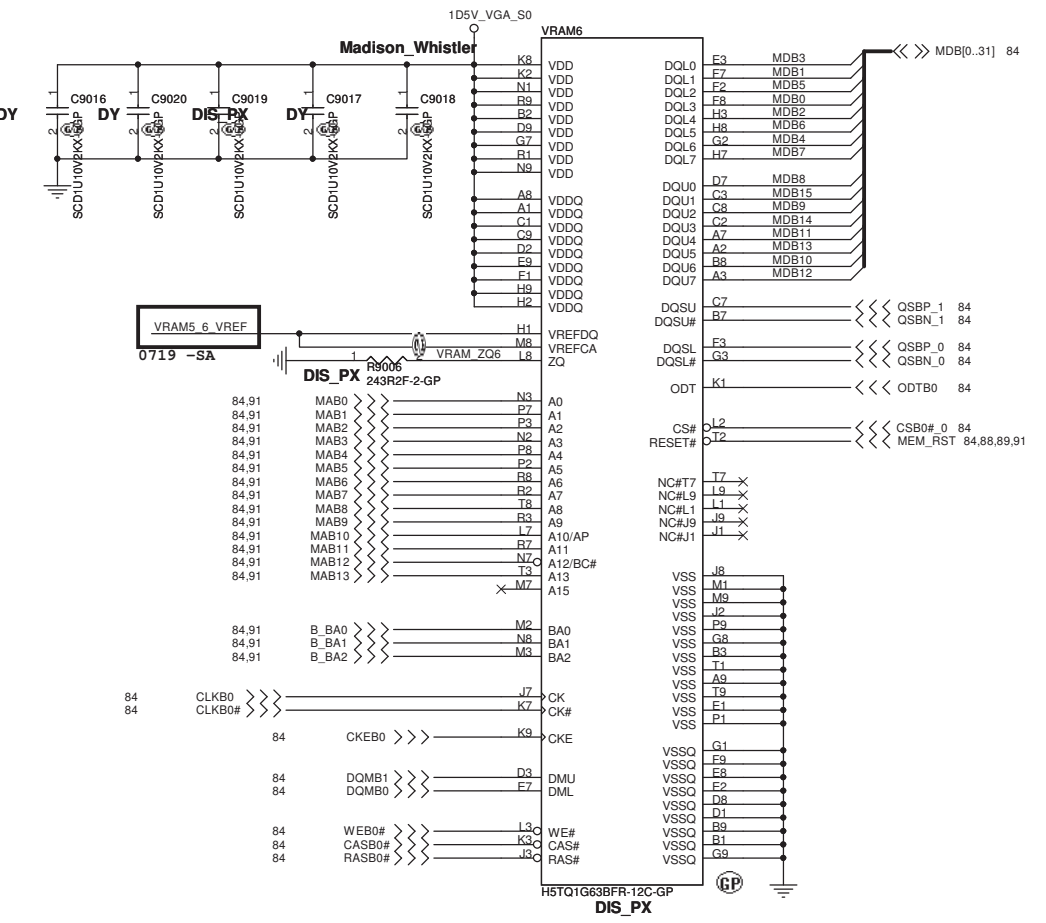 1D5V_VGA_S0
VRAM6
Madison_Whistler
MDB[0..31] 84
1 C9016
1 C9020
1 C9019
1 C9017
1 C9018
DY
DY
DIS_PX
DY
2
2
2
2
2
SCD1U10V2KX-5GP
SCD1U10V2KX-5GP
SCD1U10V2KX-5GP
SCD1U10V2KX-5GP
SCD1U10V2KX-5GP
K8 VDD
K2 VDD
N1 VDD
R9 VDD
B2 VDD
D9 VDD
G7 VDD
R1 VDD
N9 VDD
A8 VDDQ
A1 VDDQ
C1 VDDQ
C9 VDDQ
D2 VDDQ
E9 VDDQ
F1 VDDQ
H9 VDDQ
H2 VDDQ
DQL0 E3 MDB3
DQL1 F7 MDB1
DQL2 F2 MDB5
DQL3 F8 MDB0
DQL4 H3 MDB2
DQL5 H8 MDB6
DQL6 G2 MDB4
DQL7 H7 MDB7
DQU0 D7 MDB8
DQU1 C3 MDB15
DQU2 C8 MDB9
DQU3 C2 MDB14
DQU4 A7 MDB11
DQU5 A2 MDB13
DQU6 B8 MDB10
DQU7 A3 MDB12
DQSU C7 QSBP_1 84
DQSU# B7 QSBN_1 84
DQSL F3 QSBP_0 84
DQSL# G3 QSBN_0 84
ODT K1 ODTB0 84
CS# L2 CSB0#_0 84
RESET# T2 MEM_RST 84,88,89,91
VRAM5_6_VREF
0719 -SA
H1 VREFDQ
M8 VREFCA
1 2 VRAM_ZQ6 L8 ZQ
R9006
DIS_PX
243R2F-2-GP
84,91 MAB0 N3 A0
84,91 MAB1 P7 A1
84,91 MAB2 P3 A2
84,91 MAB3 N2 A3
84,91 MAB4 P8 A4
84,91 MAB5 P2 A5
84,91 MAB6 R8 A6
84,91 MAB7 R2 A7
84,91 MAB8 T8 A8
84,91 MAB9 R3 A9
84,91 MAB10 L7 A10/AP
84,91 MAB11 R7 A11
84,91 MAB12 N7 A12/BC#
84,91 MAB13 T3 A13
M7 A15
84,91 B_BA0 M2 BA0
84,91 B_BA1 N8 BA1
84,91 B_BA2 M3 BA2
84 CLKB0 J7 CK
84 CLKB0# K7 CK#
84 CKEB0 K9 CKE
84 DQMB1 D3 DMU
84 DQMB0 E7 DML
84 WEB0# L3 WE#
84 CASB0# K3 CAS#
84 RASB0# J3 RAS#
NC#T7 T7
NC#L9 L9
NC#L1 L1
NC#J9 J9
NC#J1 J1
VSS J8
VSS M1
VSS M9
VSS J2
VSS P9
VSS G8
VSS B3
VSS T1
VSS A9
VSS T9
VSS E1
VSS P1
VSSQ G1
VSSQ F9
VSSQ E8
VSSQ E2
VSSQ D8
VSSQ D1
VSSQ B9
VSSQ B1
VSSQ G9
GP
H5TQ1G63BFR-12C-GP
DIS_PX